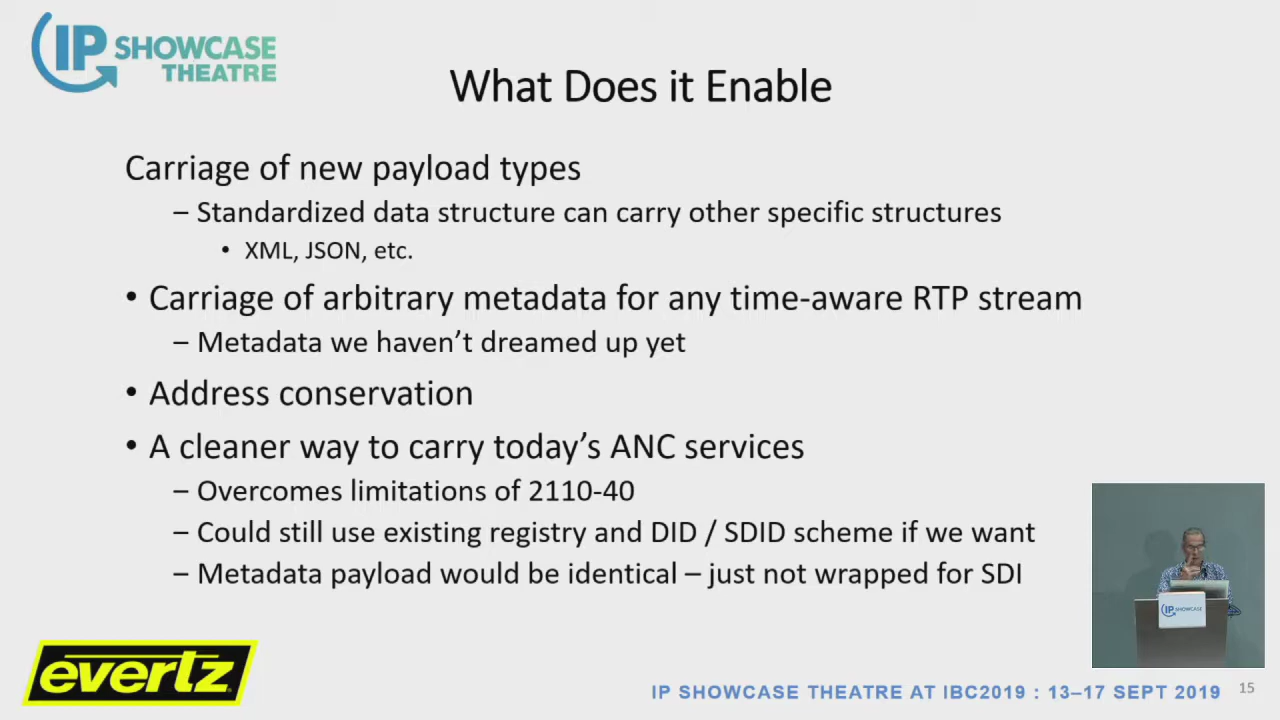 IP SHOWCASE
THEATRE
What Does it Enable
Carriage of new payload types
– Standardized data structure can carry other specific structures
• XML, JSON, etc.
• Carriage of arbitrary metadata for any time-aware RTP stream
– Metadata we haven’t dreamed up yet
• Address conservation
• A cleaner way to carry today’s ANC services
– Overcomes limitations of 2110-40
– Could still use existing registry and DID / SDID scheme if we want
– Metadata payload would be identical – just not wrapped for SDI
IP SHOWCASE
evertz
IP SHOWCASE THEATRE AT IBC2019 : 13–17 SEPT 2019
15